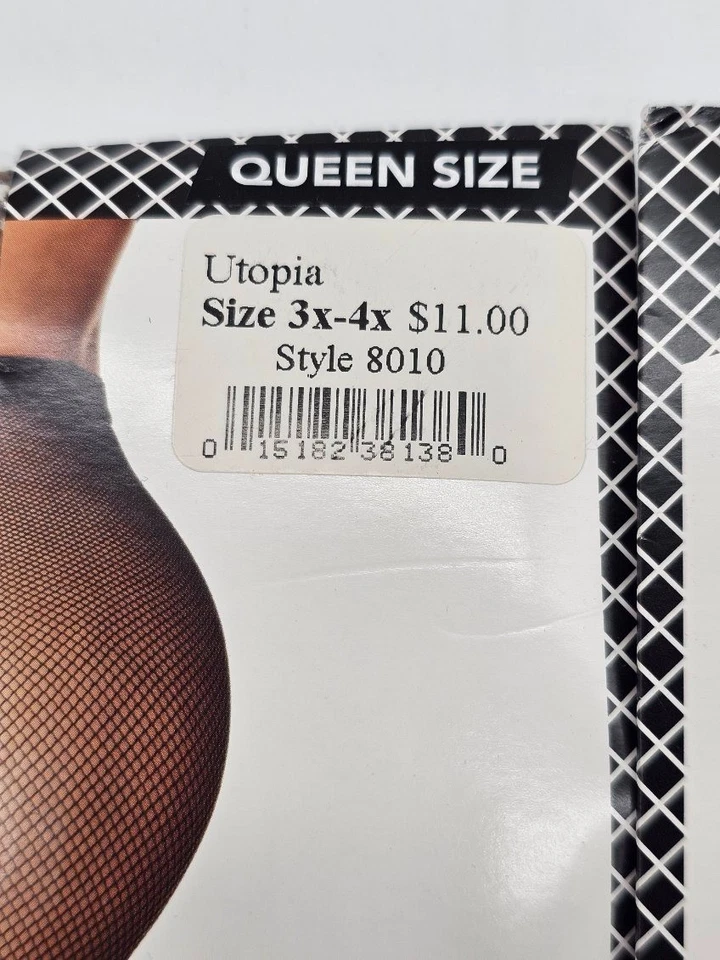 QUEEN SIZE
Utopia
Size 3x-4x $11.00
Style 8010
0 15182 38138 0